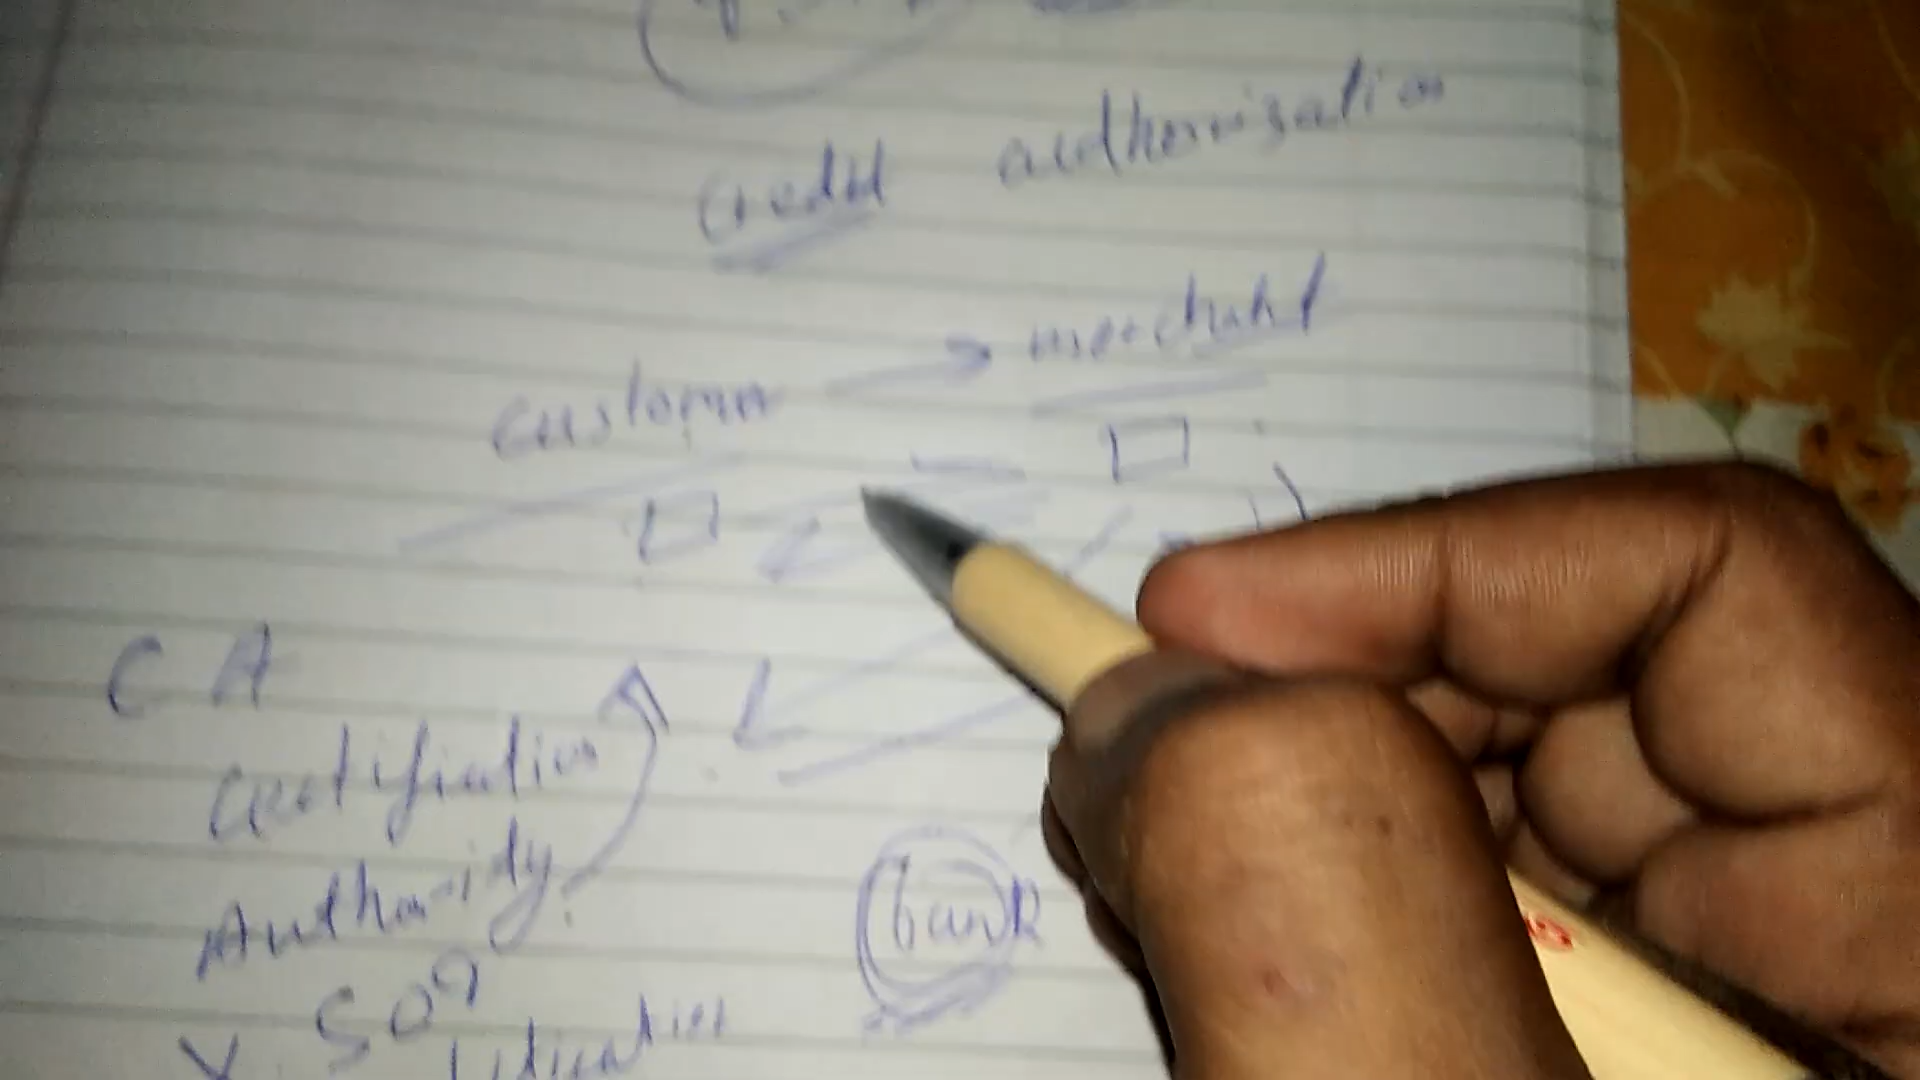 credit authorization
customer → merchant
CA
certification
Authority
bank
X.509